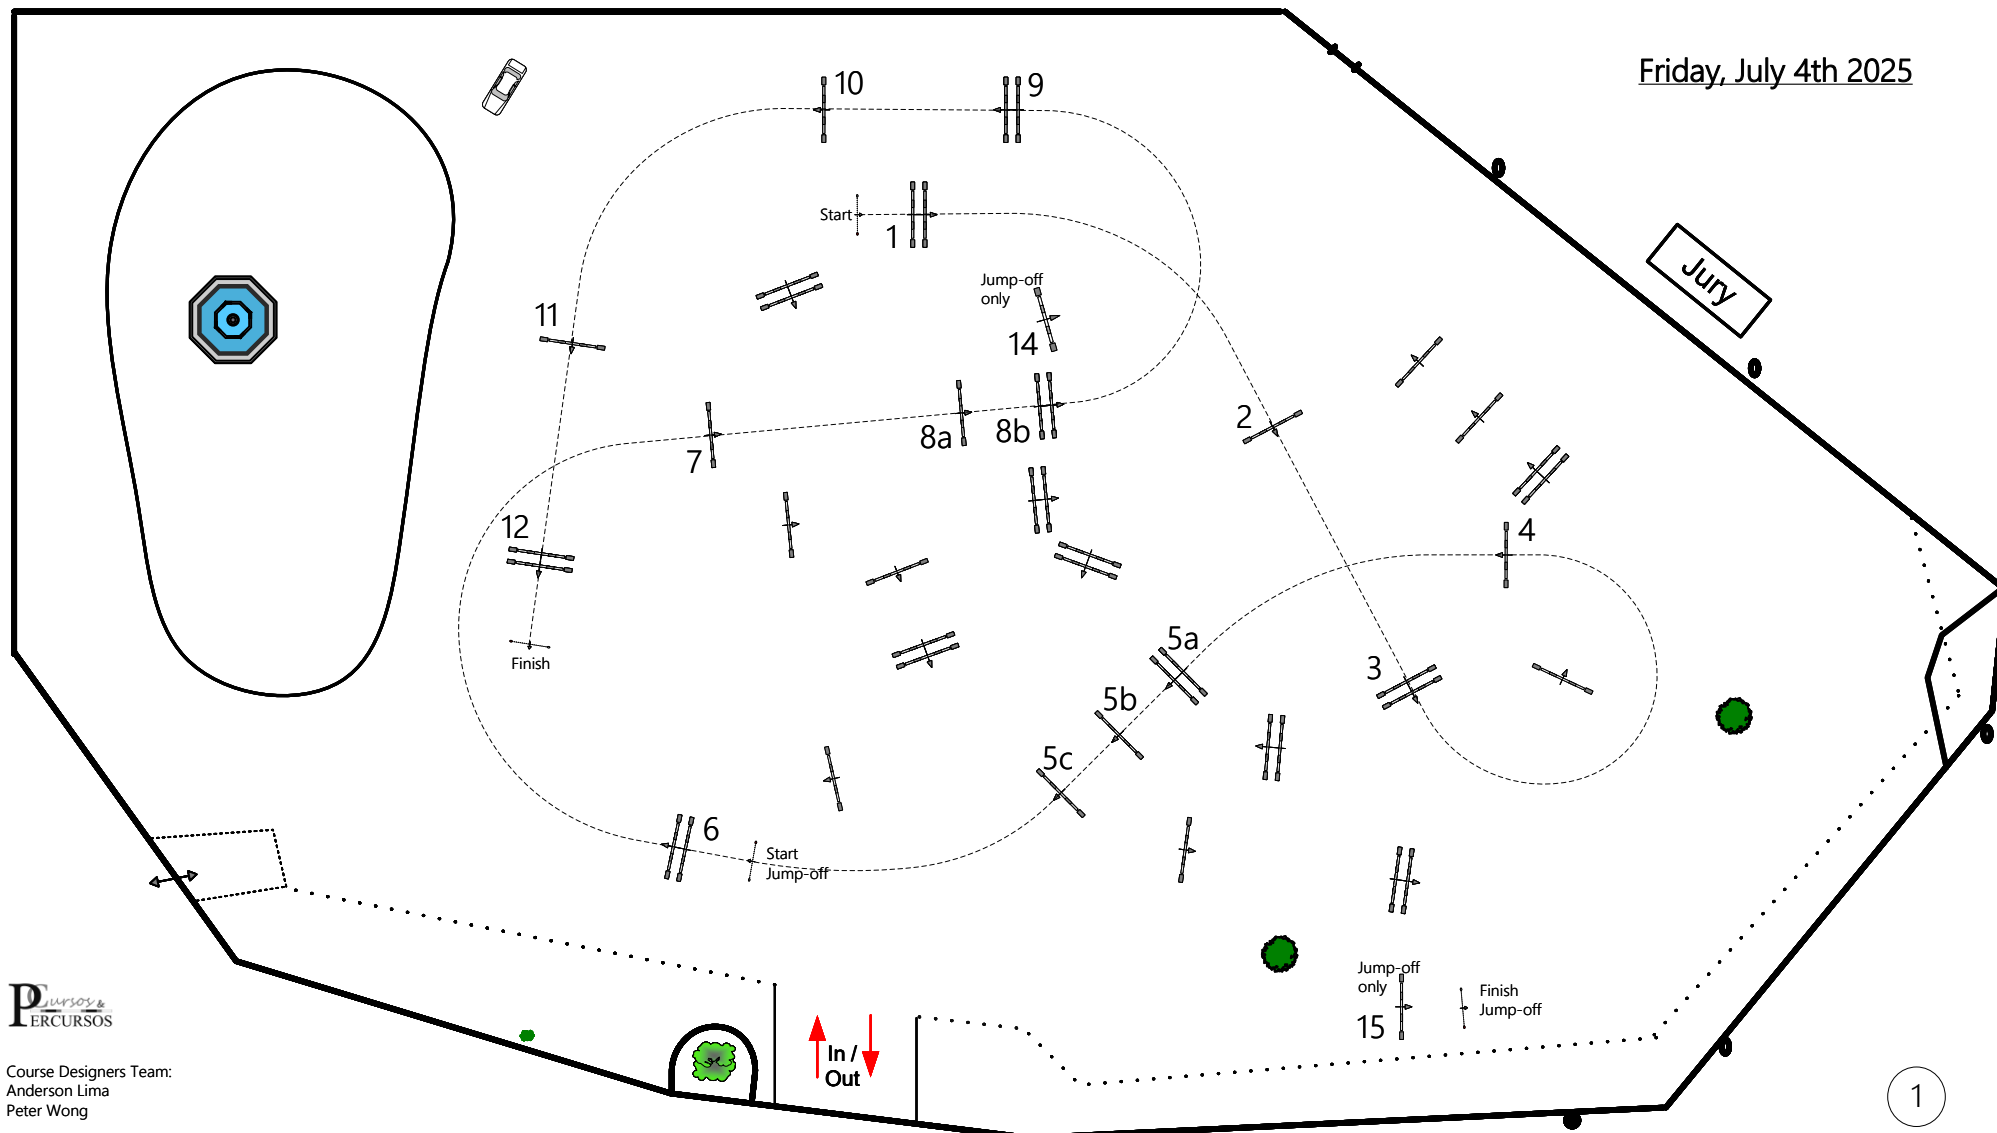 Friday, July 4th 2025
10
9
Start
1
Jury
Jump-off
only
14
11
2
8a
8b
7
12
4
Finish
5a
3
5b
5c
6
Start
Jump-off
Jump-off
only
15
Finish
Jump-off
In /
Out
Cursos &
PERCURSOS
Course Designers Team:
Anderson Lima
Peter Wong
1